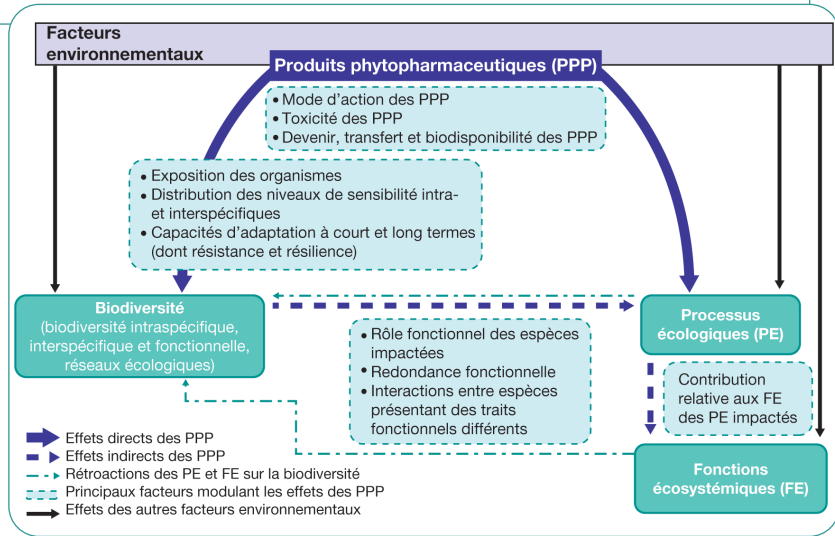 Facteurs
environnementaux
Produits phytopharmaceutiques (PPP)
• Mode d’action des PPP
• Toxicité des PPP
• Devenir, transfert et biodisponibilité des PPP
• Exposition des organismes
• Distribution des niveaux de sensibilité intra-
et interspécifiques
• Capacités d’adaptation à court et long termes
(dont résistance et résilience)
Biodiversité
(biodiversité intraspécifique,
interspécifique et fonctionnelle,
réseaux écologiques)
Processus
écologiques (PE)
• Rôle fonctionnel des espèces
impactées
• Redondance fonctionnelle
• Interactions entre espèces
présentant des traits
fonctionnels différents
Contribution
relative aux FE
des PE impactés
Fonctions
écosystémiques (FE)
Effets directs des PPP
Effets indirects des PPP
Rétroactions des PE et FE sur la biodiversité
Principaux facteurs modulant les effets des PPP
Effets des autres facteurs environnementaux